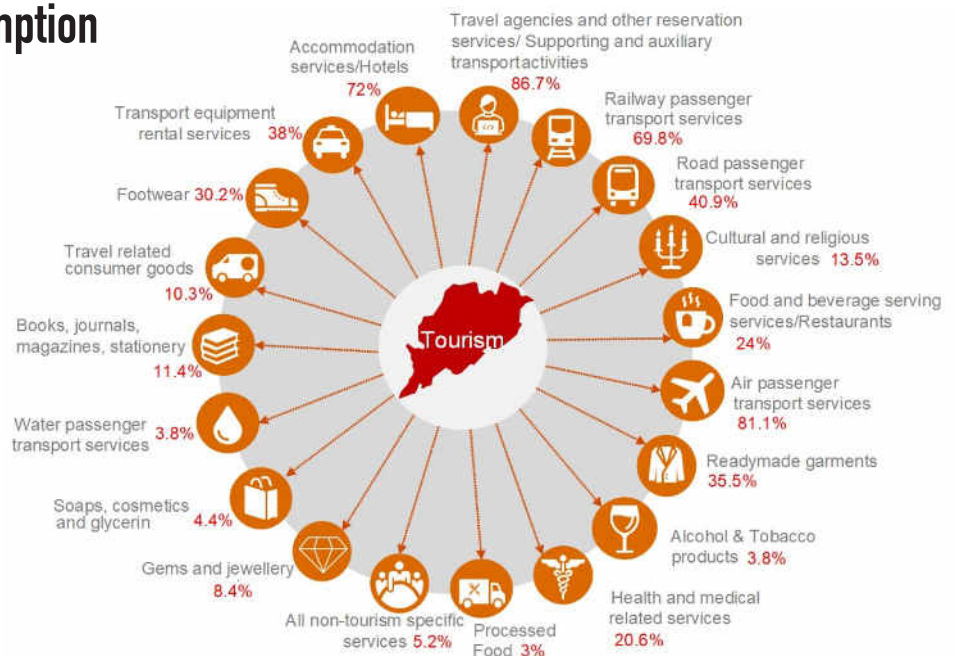 mption
Travel agencies and other reservation
services/ Supporting and auxiliary
transportactivities
86.7%
Railway passenger
transport services
69.8%
Road passenger
transport services
40.9%
Cultural and religious
services 13.5%
Food and beverage serving
services/Restaurants
24%
Air passenger
transport services
81.1%
Readymade garments
35.5%
Alcohol & Tobacco
products 3.8%
Health and medical
related services
20.6%
Processed
Food 3%
All non-tourism specific
services 5.2%
Gems and jewellery
8.4%
Soaps, cosmetics
and glycerin 4.4%
Water passenger
transport services 3.8%
Books, journals,
magazines, stationery
11.4%
Travel related
consumer goods
10.3%
Footwear 30.2%
Transport equipment
rental services 38%
Accommodation
services/Hotels
72%
Tourism